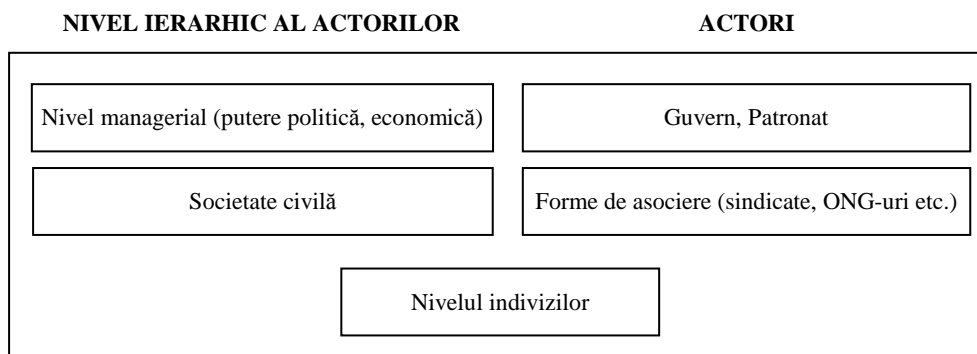 NIVEL IERARHIC AL ACTORILOR ACTORI
Nivel managerial (putere politică, economică) Guvern, Patronat
Societate civilă Forme de asociere (sindicate, ONG-uri etc.)
Nivelul indivizilor